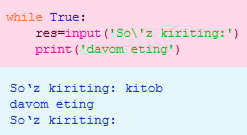 while True:
    res=input('So\'z kiriting:')
    print('davom eting')
So‘z kiriting: kitob
davom eting
So‘z kiriting: